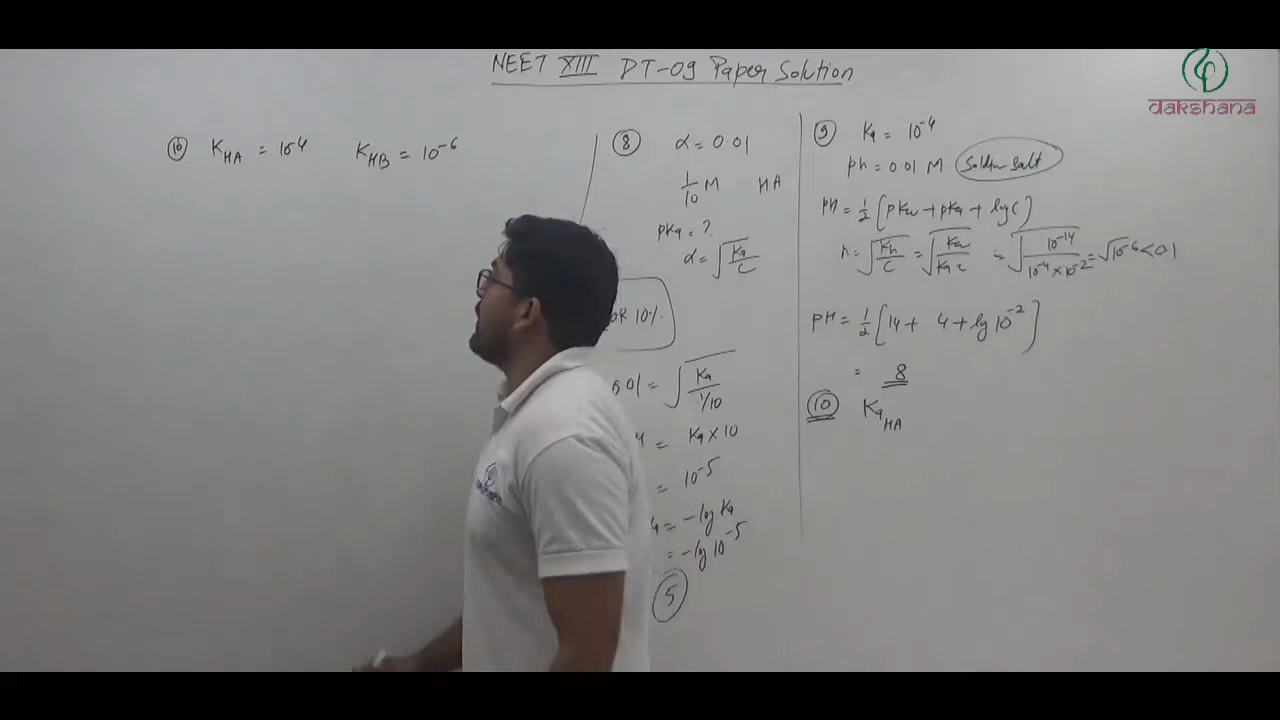 NEET XIII DT-09 Paper Solution
dakshana
⑩ K_HA = 10^-4 K_HB = 10^-6
⑧ α = 0.01
1/10 M HA
pKa = ?
α = √(Ka/C)
OR 10%
01 = √(Ka/(1/10))
= Ka × 10
= 10^-5
= -log Ka
= -log 10^-5
5
⑨ Ka = 10^-4
pH = 0.01 M Sodium Salt
pH = 1/2 [pKw + pKa + log C]
h = √(Kh/C) = √(Kw/Ka C) = √(10^-14/(10^-4 × 10^-2)) = √10^-6 < 0.1
pH = 1/2 [14 + 4 + log 10^-2]
= 8
⑩ Ka_HA